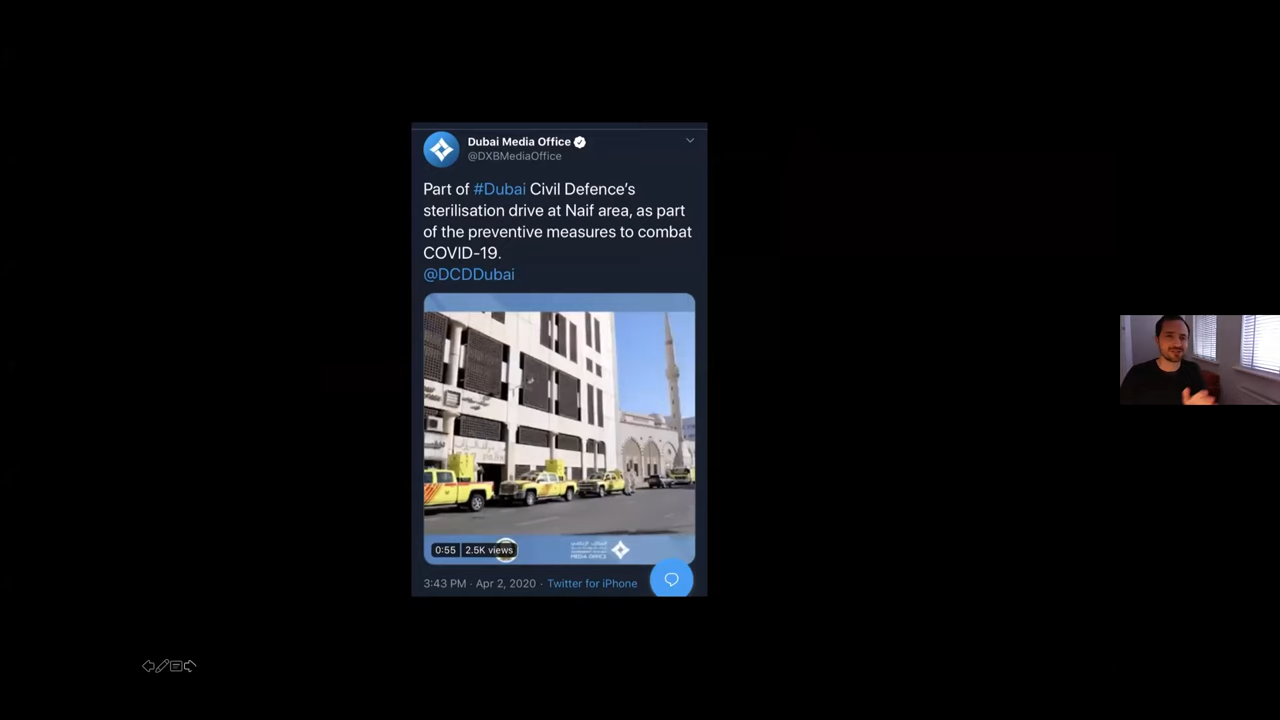 Dubai Media Office
@DXBMediaOffice
Part of #Dubai Civil Defence's
sterilisation drive at Naif area, as part
of the preventive measures to combat
COVID-19.
@DCDDubai
0:55 2.5K views
MEDIA OFFICE
3:43 PM · Apr 2, 2020 · Twitter for iPhone